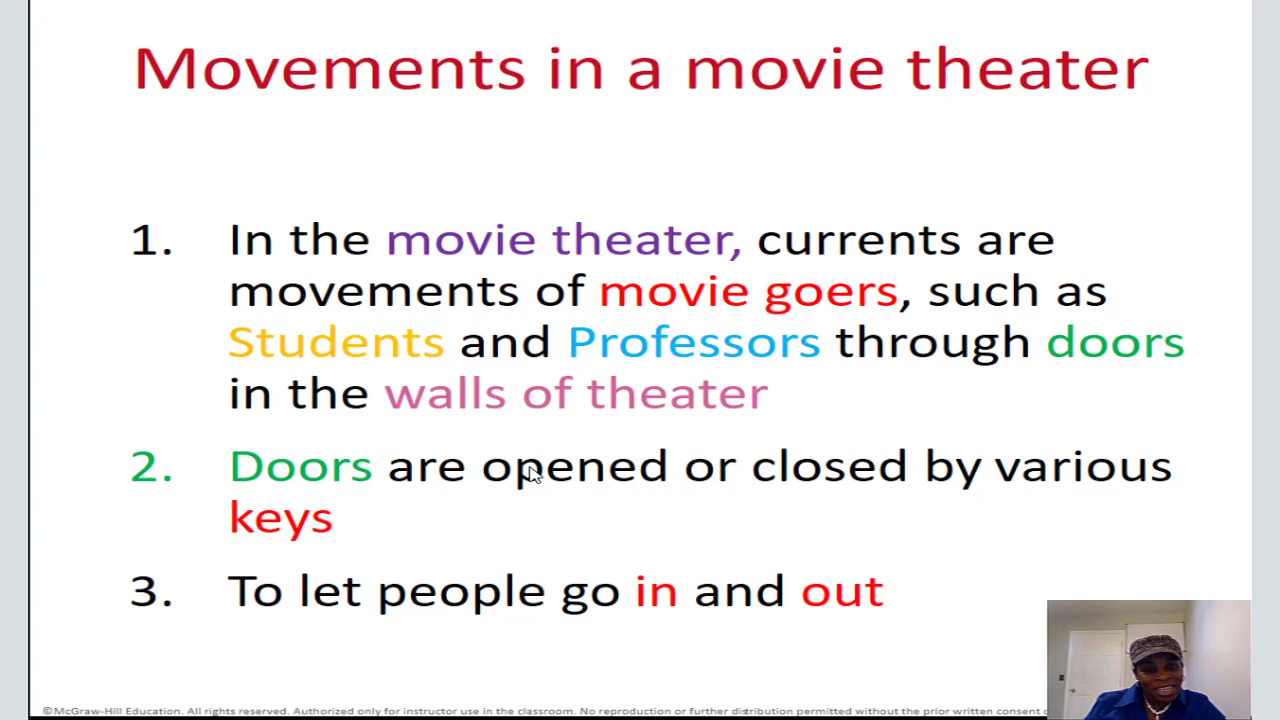 Movements in a movie theater
1. In the movie theater, currents are
movements of movie goers, such as
Students and Professors through doors
in the walls of theater
2. Doors are opened or closed by various
keys
3. To let people go in and out
©McGraw-Hill Education. All rights reserved. Authorized only for instructor use in the classroom. No reproduction or further distribution permitted without the prior written consent